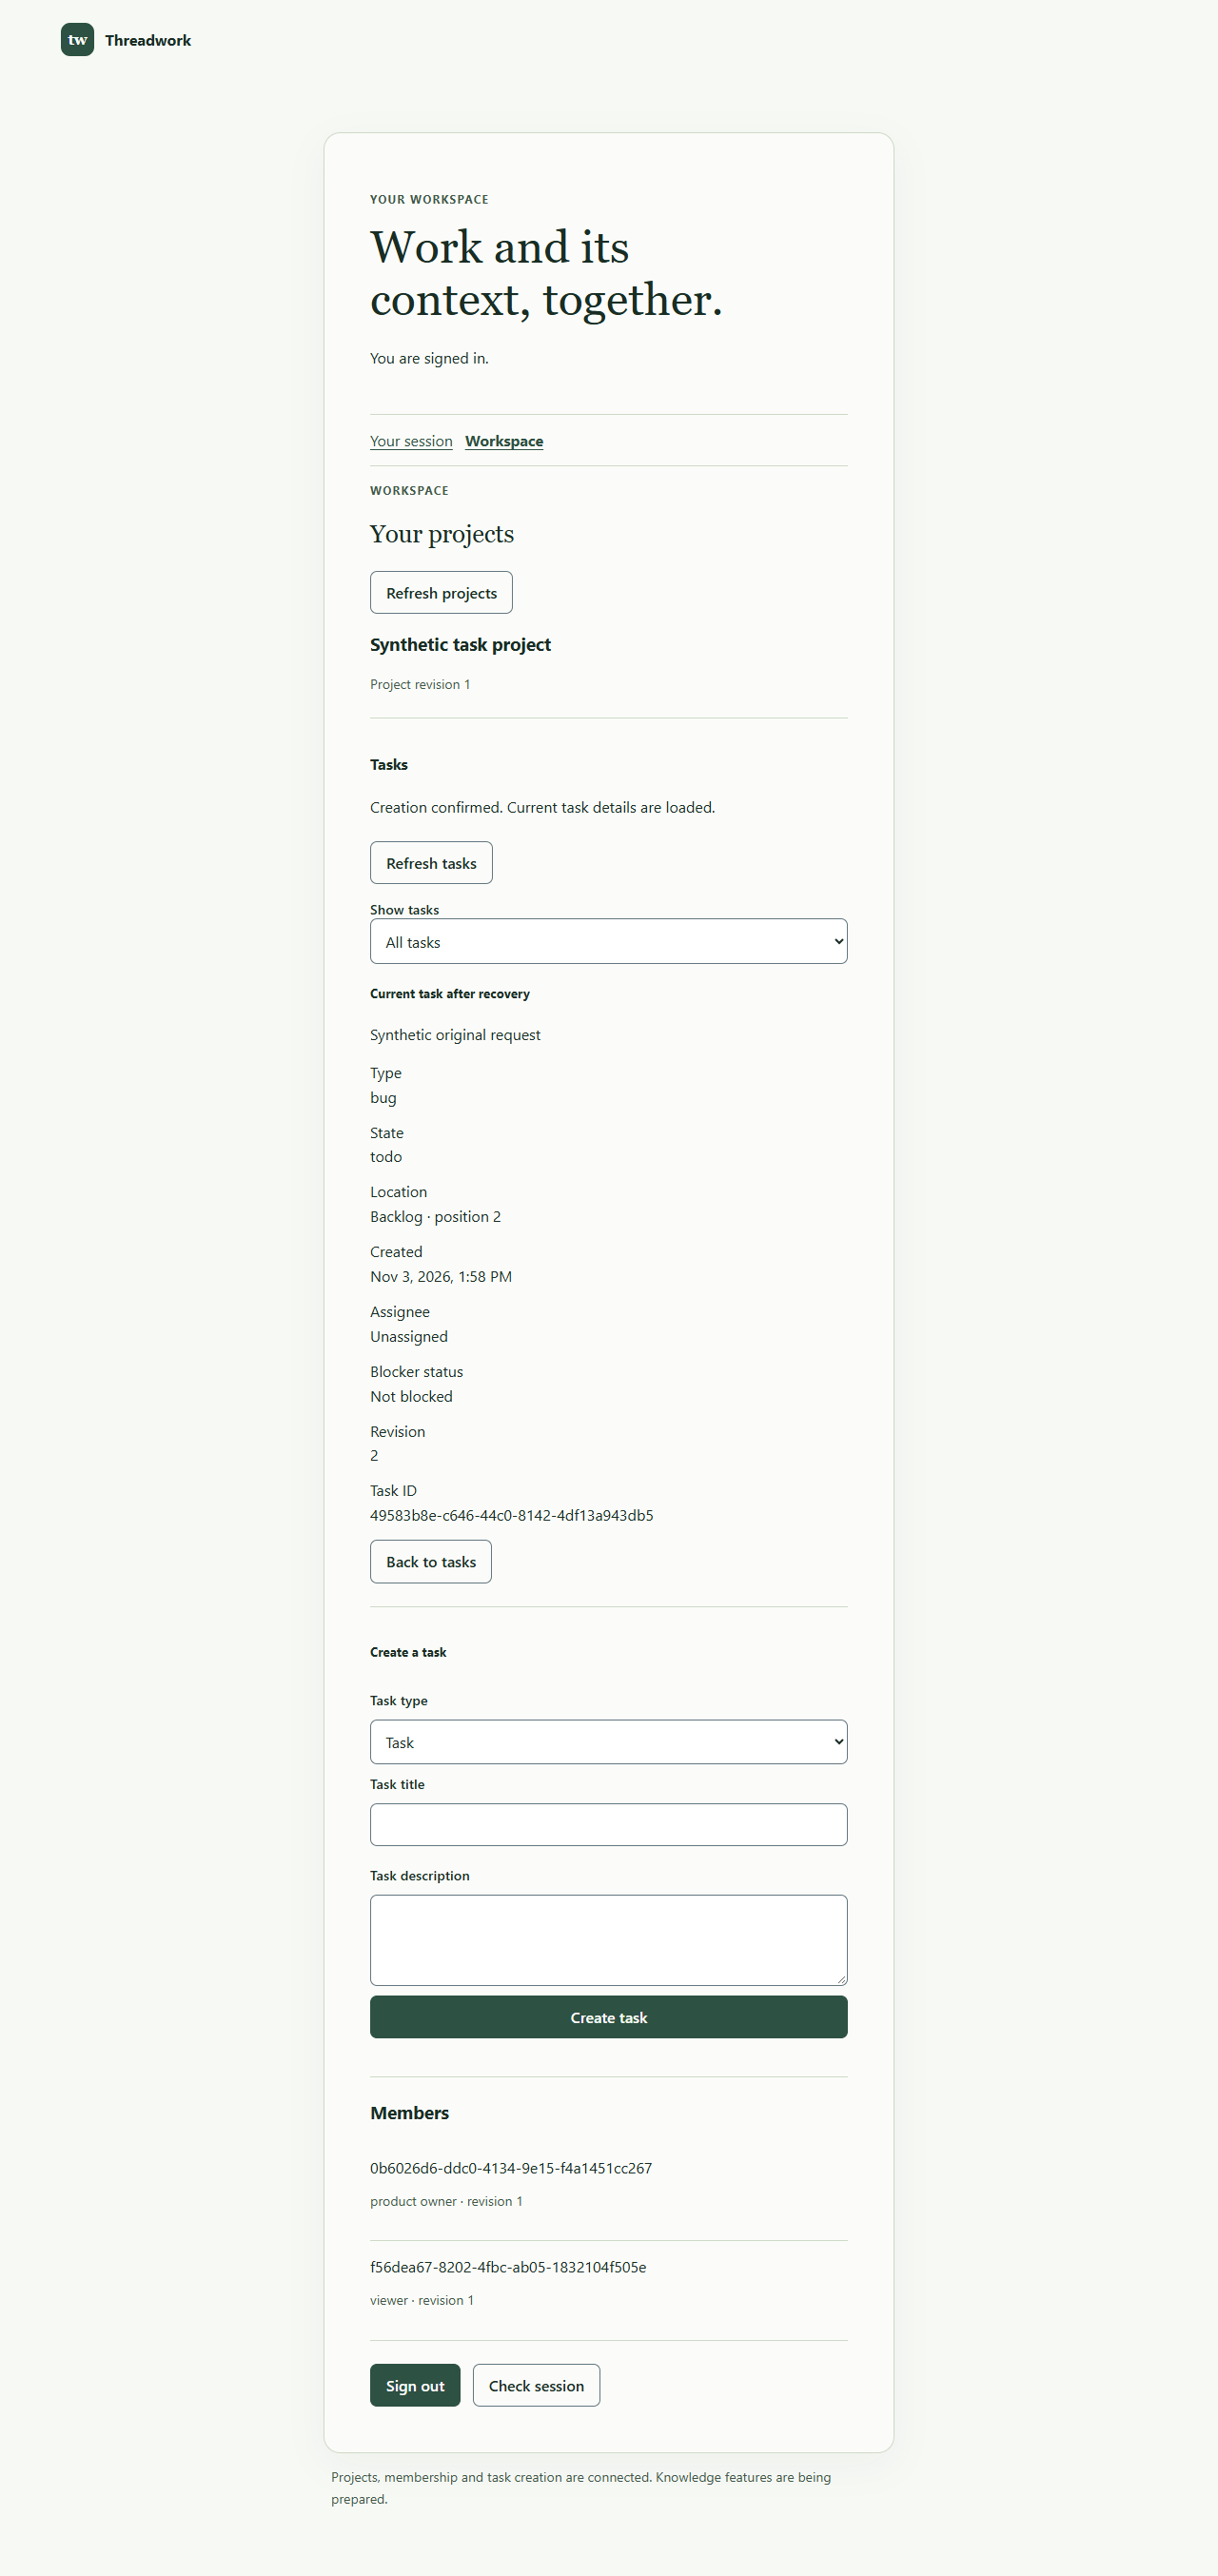 tw Threadwork
YOUR WORKSPACE
Work and its
context, together.
You are signed in.
Your session Workspace
WORKSPACE
Your projects
Refresh projects
Synthetic task project
Project revision 1
Tasks
Creation confirmed. Current task details are loaded.
Refresh tasks
Show tasks
All tasks
Current task after recovery
Synthetic original request
Type
bug
State
todo
Location
Backlog · position 2
Created
Nov 3, 2026, 1:58 PM
Assignee
Unassigned
Blocker status
Not blocked
Revision
2
Task ID
49583b8e-c646-44c0-8142-4df13a943db5
Back to tasks
Create a task
Task type
Task
Task title
Task description
Create task
Members
0b6026d6-ddc0-4134-9e15-f4a1451cc267
product owner · revision 1
f56dea67-8202-4fbc-ab05-1832104f505e
viewer · revision 1
Sign out Check session
Projects, membership and task creation are connected. Knowledge features are being
prepared.